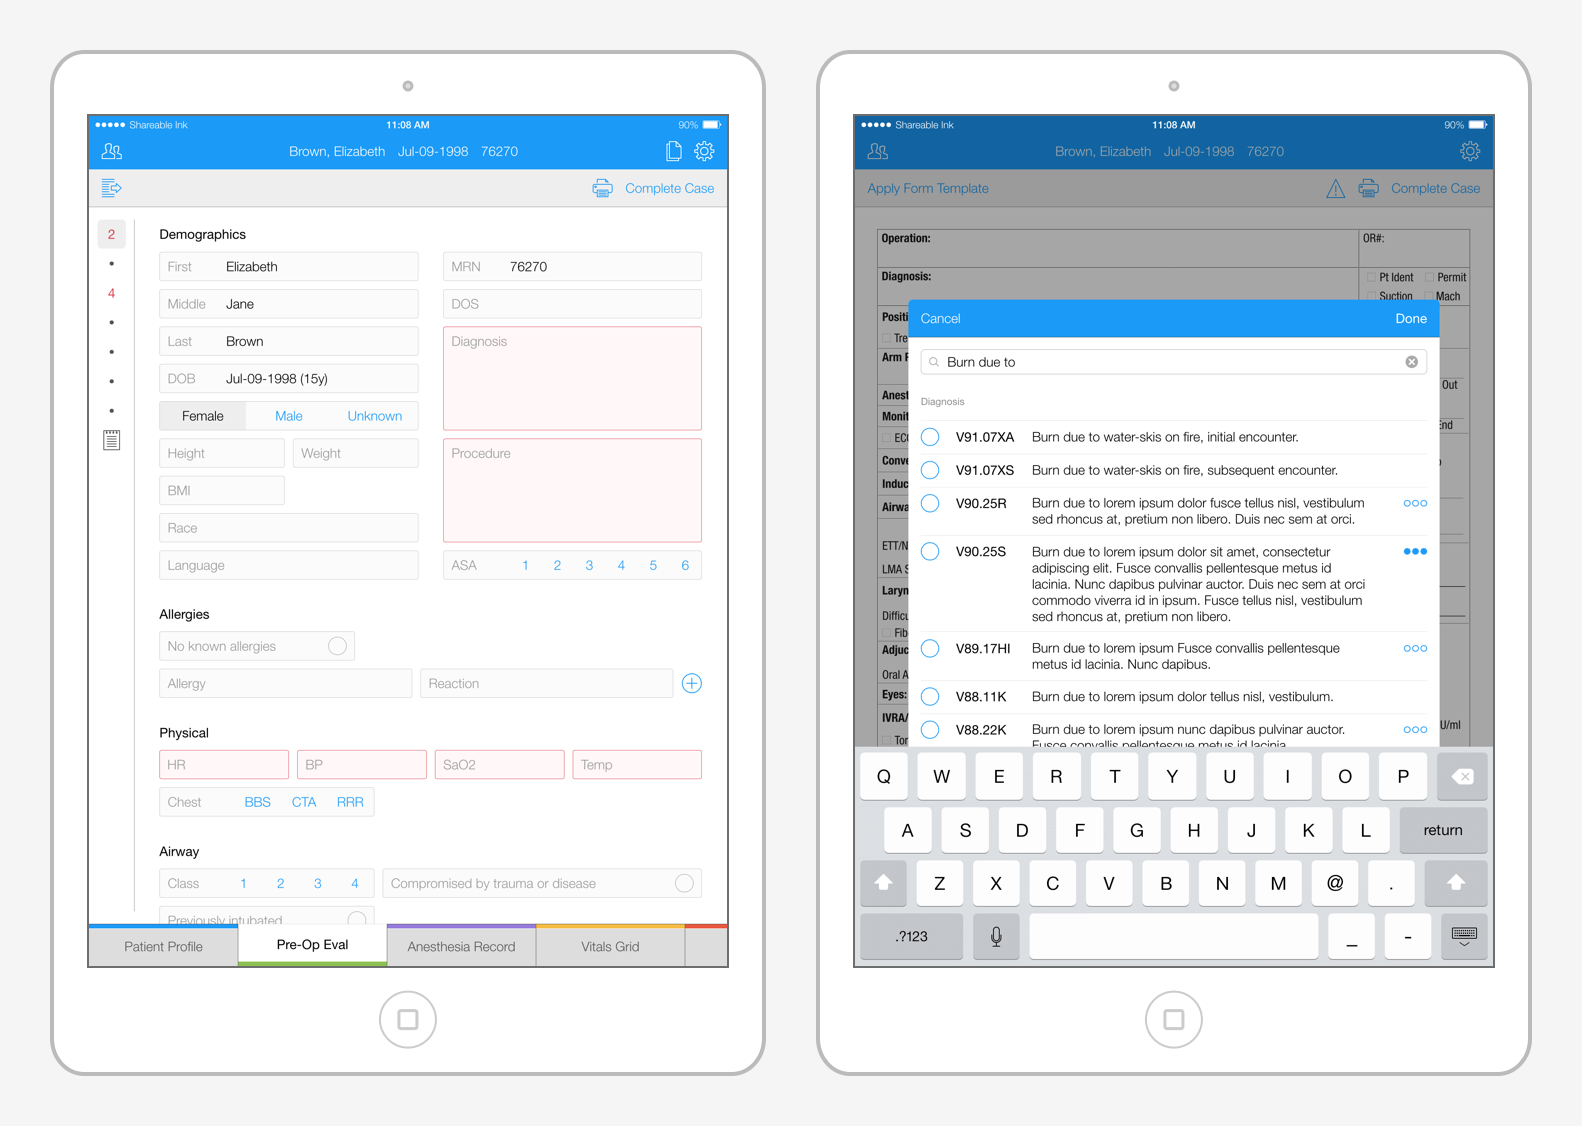 Shareable Ink 11:08 AM 90%
Brown, Elizabeth Jul-09-1998 76270
Complete Case
2
4
Demographics
First Elizabeth
MRN 76270
Middle Jane
DOS
Last Brown
Diagnosis
DOB Jul-09-1998 (15y)
Female Male Unknown
Height Weight
Procedure
BMI
Race
Language
ASA 1 2 3 4 5 6
Allergies
No known allergies
Allergy Reaction
Physical
HR BP SaO2 Temp
Chest BBS CTA RRR
Airway
Class 1 2 3 4
Compromised by trauma or disease
Previously intubated
Patient Profile Pre-Op Eval Anesthesia Record Vitals Grid
Shareable Ink 11:08 AM 90%
Brown, Elizabeth Jul-09-1998 76270
Apply Form Template Complete Case
Operation: OR#:
Diagnosis: Pt Ident Permit
Suction Mach
Positi
Tre
Arm
Out
Anest
Monit
End
EC
Conve
Induc
Airwa
ETT/N
LMA S
Laryn
Difficu
Fib
Adjuc
Oral A
Eyes:
IVRA/
U/ml
Tor
Cancel Done
Burn due to
Diagnosis
V91.07XA Burn due to water-skis on fire, initial encounter.
V91.07XS Burn due to water-skis on fire, subsequent encounter.
V90.25R Burn due to lorem ipsum dolor fusce tellus nisl, vestibulum
sed rhoncus at, pretium non libero. Duis nec sem at orci.
V90.25S Burn due to lorem ipsum dolor sit amet, consectetur
adipiscing elit. Fusce convallis pellentesque metus id
lacinia. Nunc dapibus pulvinar auctor. Duis nec sem at orci
commodo viverra id in ipsum. Fusce tellus nisl, vestibulum
sed rhoncus at, pretium non libero.
V89.17HI Burn due to lorem ipsum Fusce convallis pellentesque
metus id lacinia. Nunc dapibus.
V88.11K Burn due to lorem ipsum dolor tellus nisl, vestibulum.
V88.22K Burn due to lorem ipsum nunc dapibus pulvinar auctor.
Fusce convallis pellentesque metus id lacinia
Q W E R T Y U I O P
A S D F G H J K L return
Z X C V B N M @ .
.?123 _ -